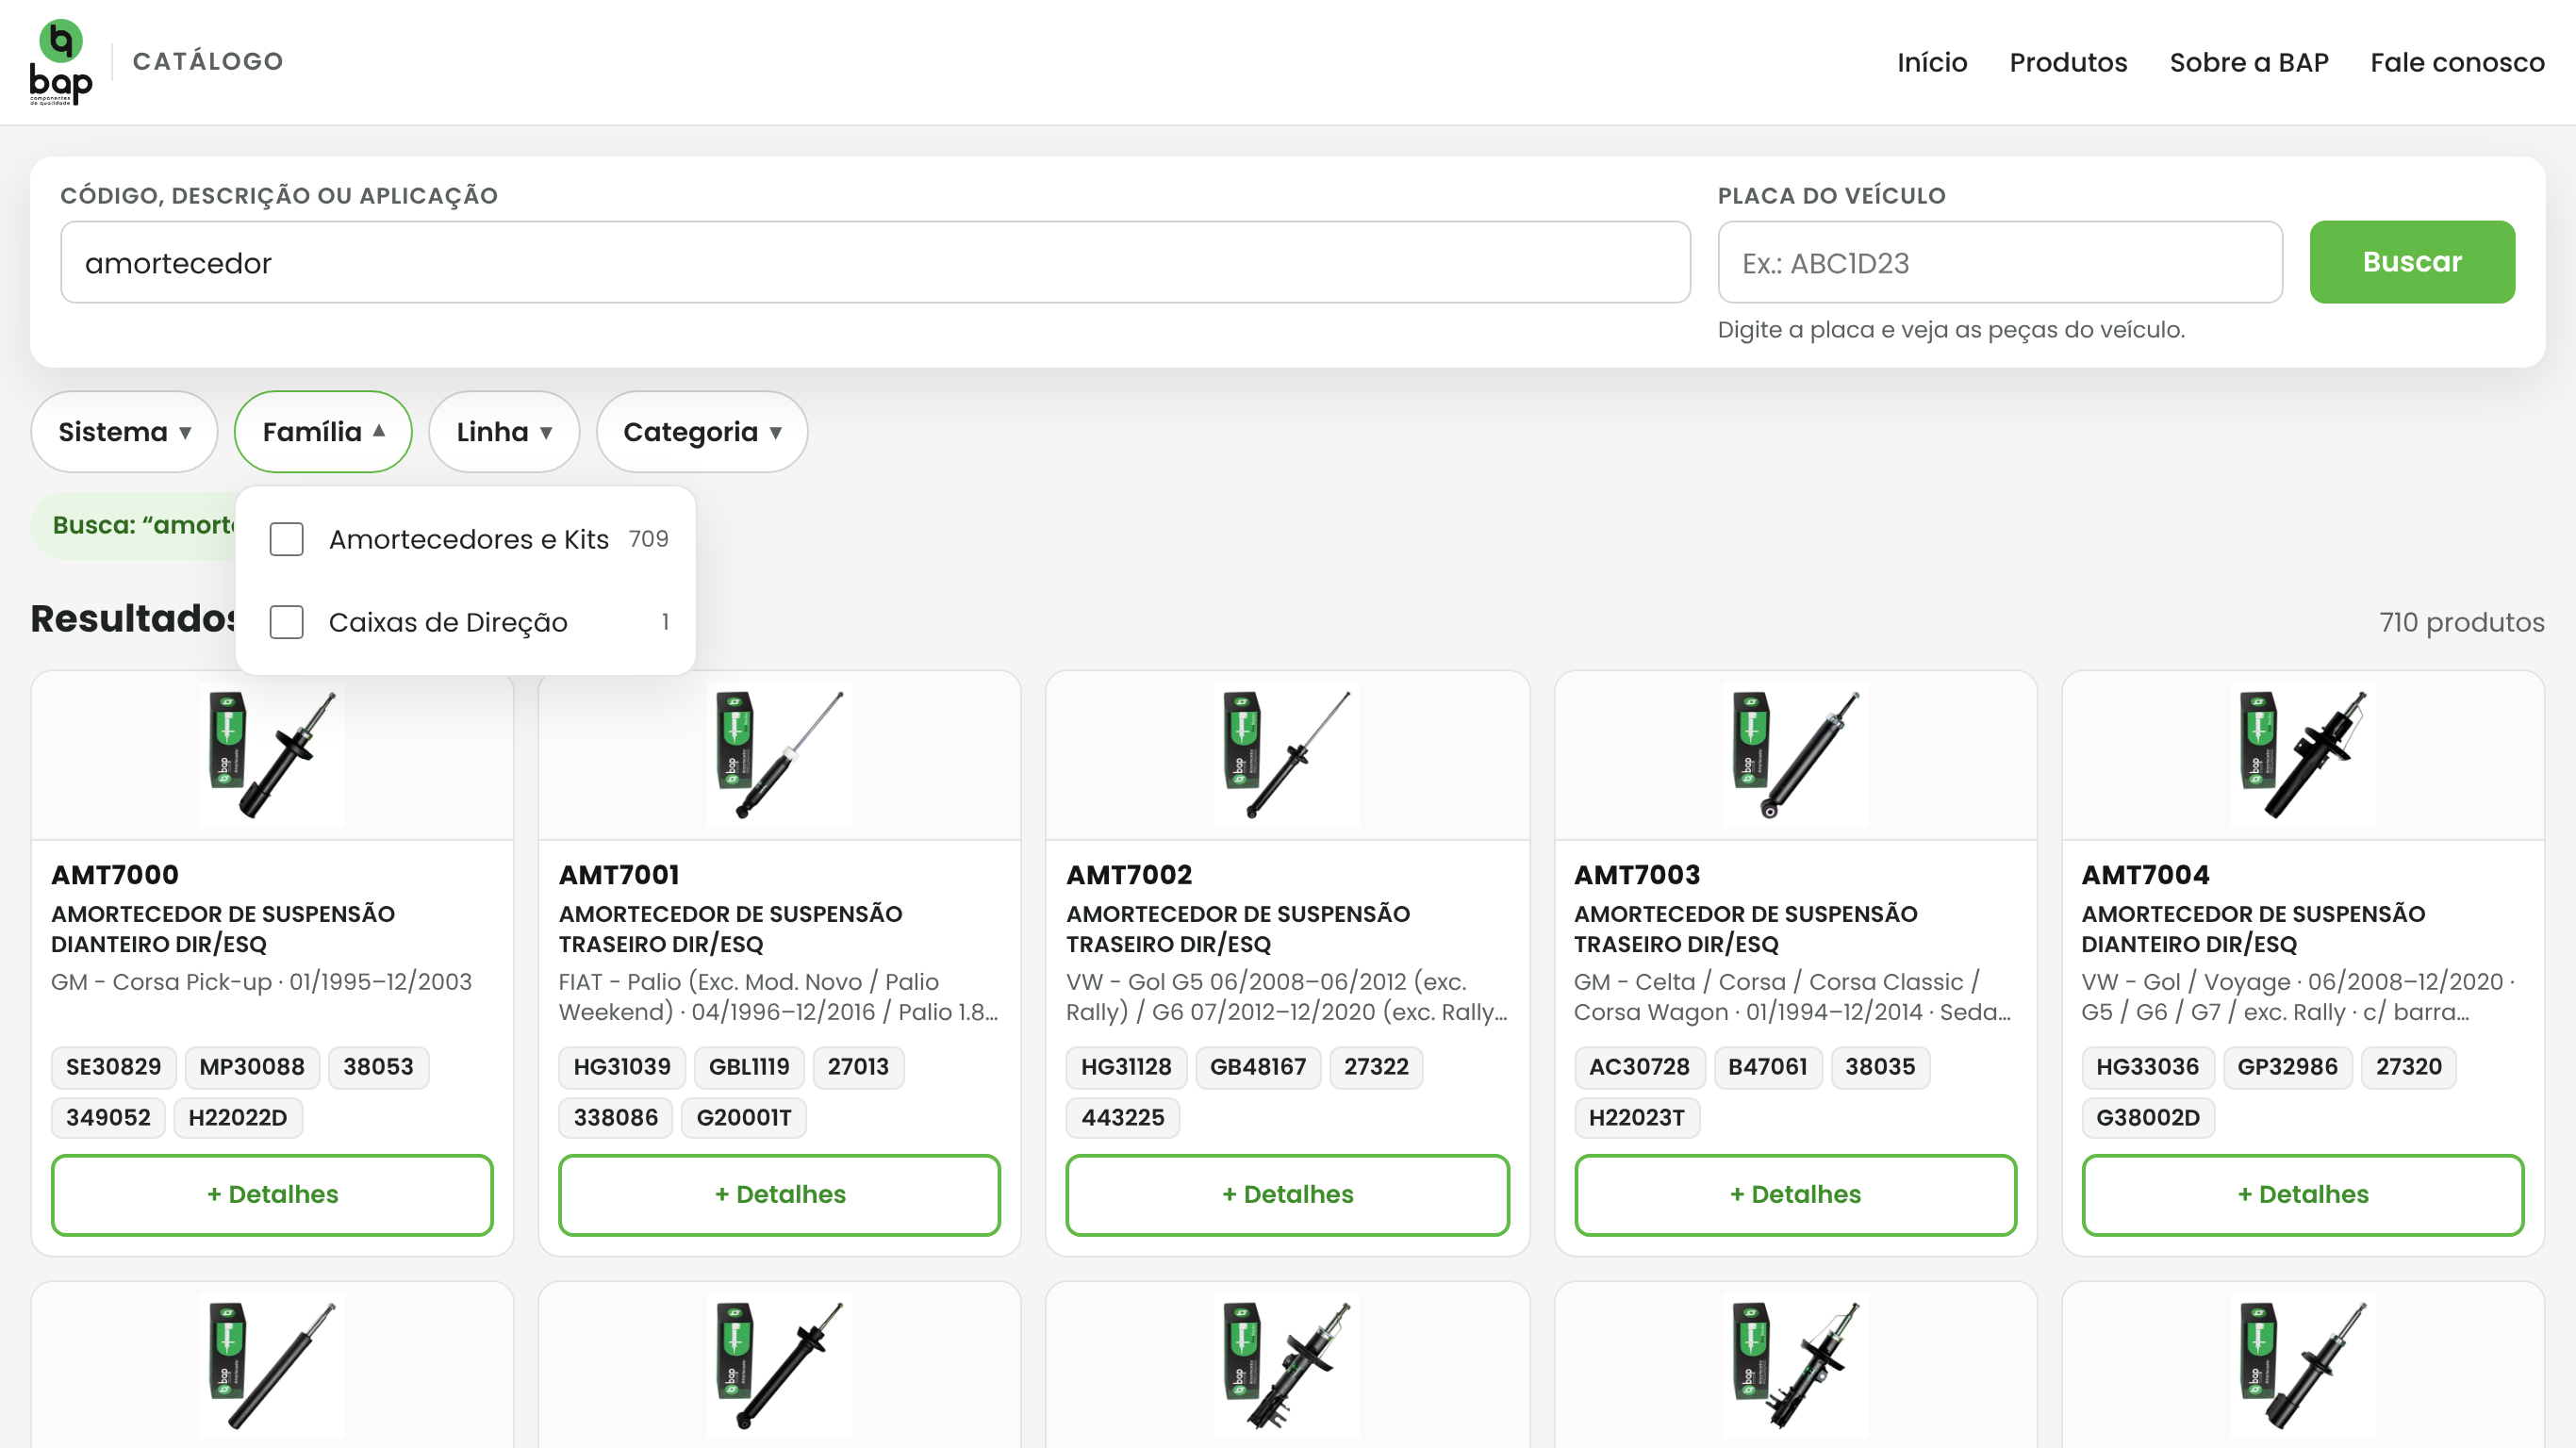 bap
componentes
de qualidade
CATÁLOGO
Início
Produtos
Sobre a BAP
Fale conosco
CÓDIGO, DESCRIÇÃO OU APLICAÇÃO
amortecedor
PLACA DO VEÍCULO
Ex.: ABC1D23
Buscar
Digite a placa e veja as peças do veículo.
Sistema ▾
Família ▴
Linha ▾
Categoria ▾
Busca: “amort
Amortecedores e Kits 709
Caixas de Direção 1
Resultados
710 produtos
AMT7000
AMORTECEDOR DE SUSPENSÃO
DIANTEIRO DIR/ESQ
GM - Corsa Pick-up · 01/1995–12/2003
SE30829 MP30088 38053
349052 H22022D
+ Detalhes
AMT7001
AMORTECEDOR DE SUSPENSÃO
TRASEIRO DIR/ESQ
FIAT - Palio (Exc. Mod. Novo / Palio
Weekend) · 04/1996–12/2016 / Palio 1.8...
HG31039 GBL1119 27013
338086 G20001T
+ Detalhes
AMT7002
AMORTECEDOR DE SUSPENSÃO
TRASEIRO DIR/ESQ
VW - Gol G5 06/2008–06/2012 (exc.
Rally) / G6 07/2012–12/2020 (exc. Rally...
HG31128 GB48167 27322
443225
+ Detalhes
AMT7003
AMORTECEDOR DE SUSPENSÃO
TRASEIRO DIR/ESQ
GM - Celta / Corsa / Corsa Classic /
Corsa Wagon · 01/1994–12/2014 · Seda...
AC30728 B47061 38035
H22023T
+ Detalhes
AMT7004
AMORTECEDOR DE SUSPENSÃO
DIANTEIRO DIR/ESQ
VW - Gol / Voyage · 06/2008–12/2020 ·
G5 / G6 / G7 / exc. Rally · c/ barra...
HG33036 GP32986 27320
G38002D
+ Detalhes